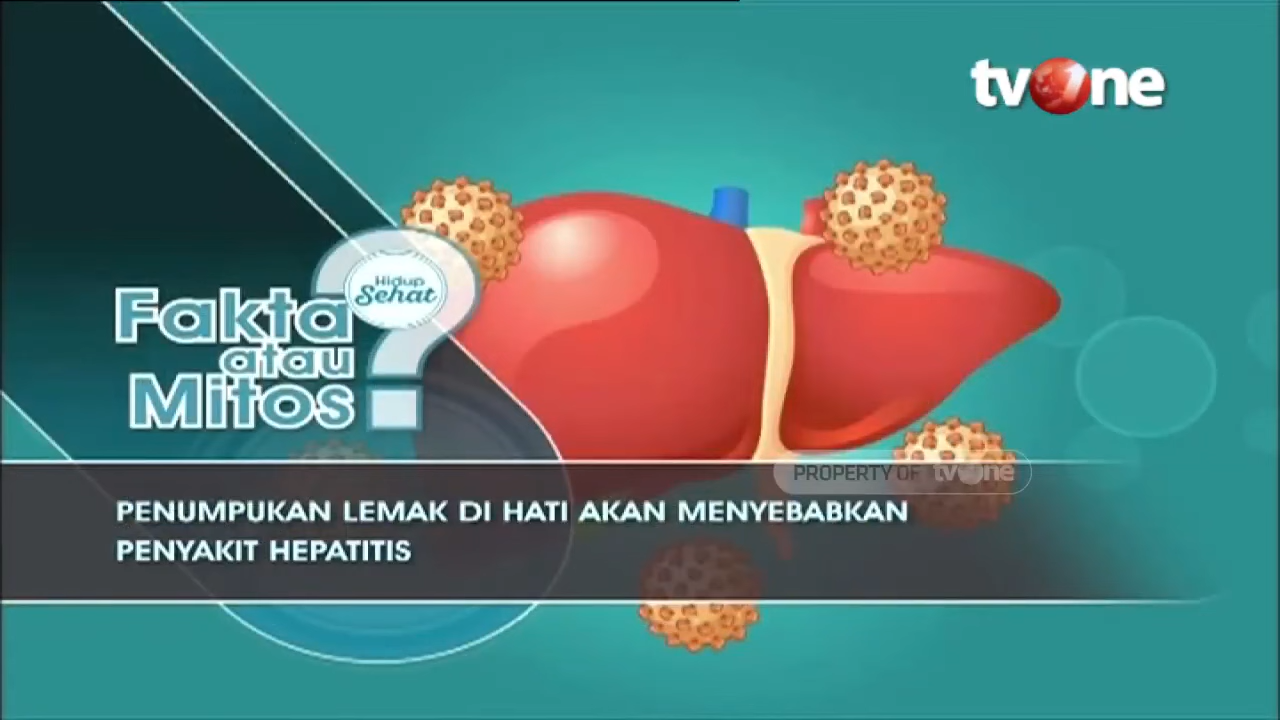 tvOne
Hidup
Sehat
Fakta
atau
Mitos
?
PROPERTY OF tvOne
PENUMPUKAN LEMAK DI HATI AKAN MENYEBABKAN
PENYAKIT HEPATITIS